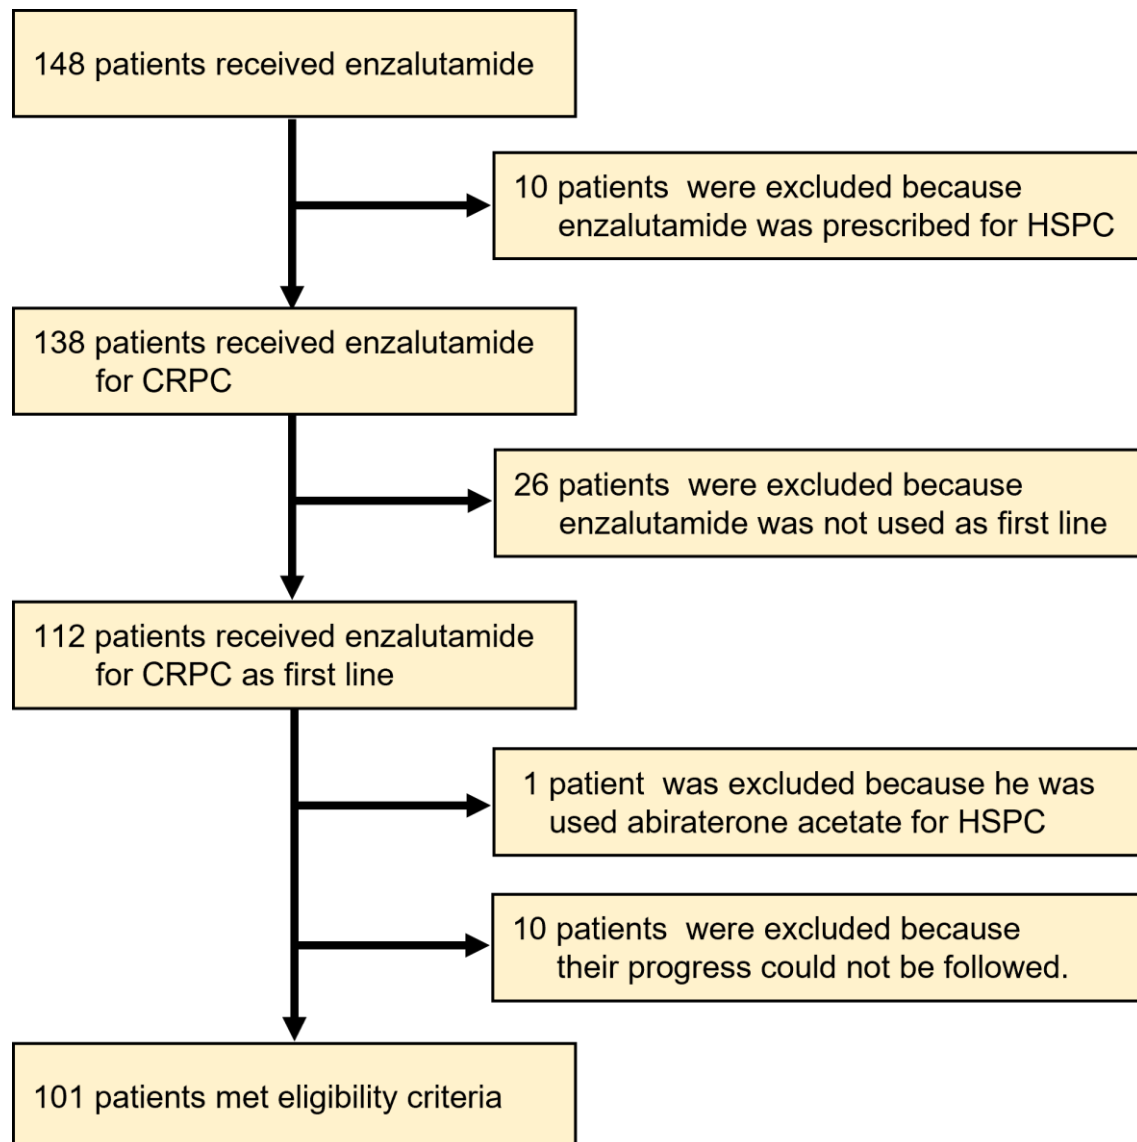 148 patients received enzalutamide
10 patients were excluded because
enzalutamide was prescribed for HSPC
138 patients received enzalutamide
for CRPC
26 patients were excluded because
enzalutamide was not used as first line
112 patients received enzalutamide
for CRPC as first line
1 patient was excluded because he was
used abiraterone acetate for HSPC
10 patients were excluded because
their progress could not be followed.
101 patients met eligibility criteria